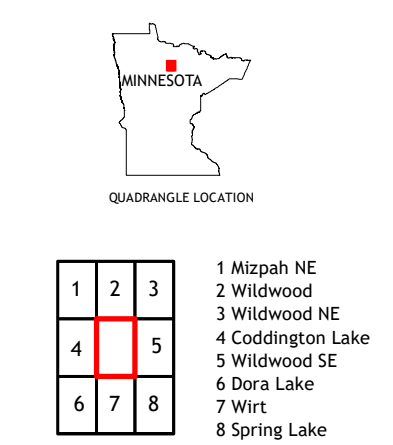 MINNESOTA
QUADRANGLE LOCATION
1 2 3
4 5
6 7 8
1 Mizpah NE
2 Wildwood
3 Wildwood NE
4 Coddington Lake
5 Wildwood SE
6 Dora Lake
7 Wirt
8 Spring Lake